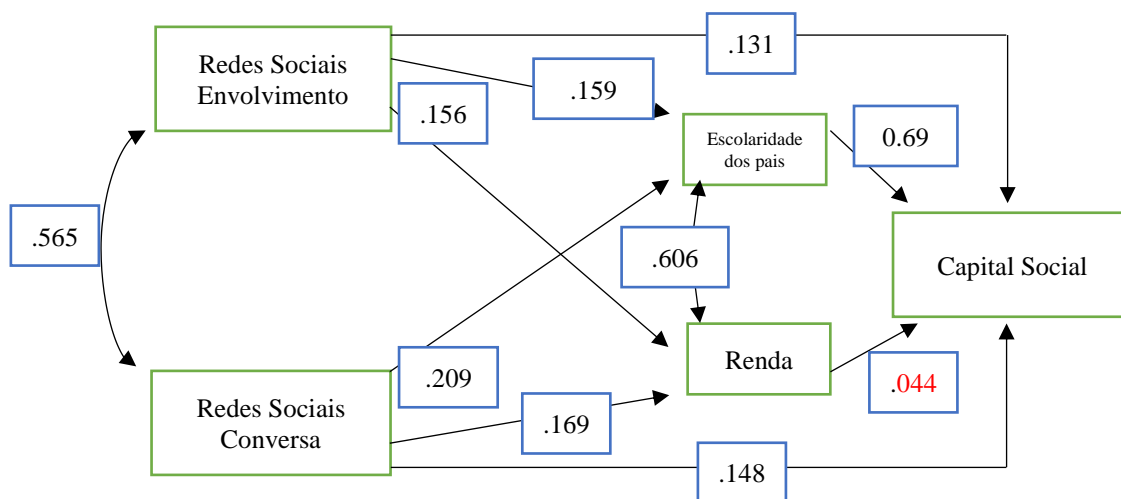 .131
Redes Sociais
Envolvimento
.159
.156
Escolaridade
dos pais
0.69
.565
.606
Capital Social
Renda
.209
.044
Redes Sociais
Conversa
.169
.148